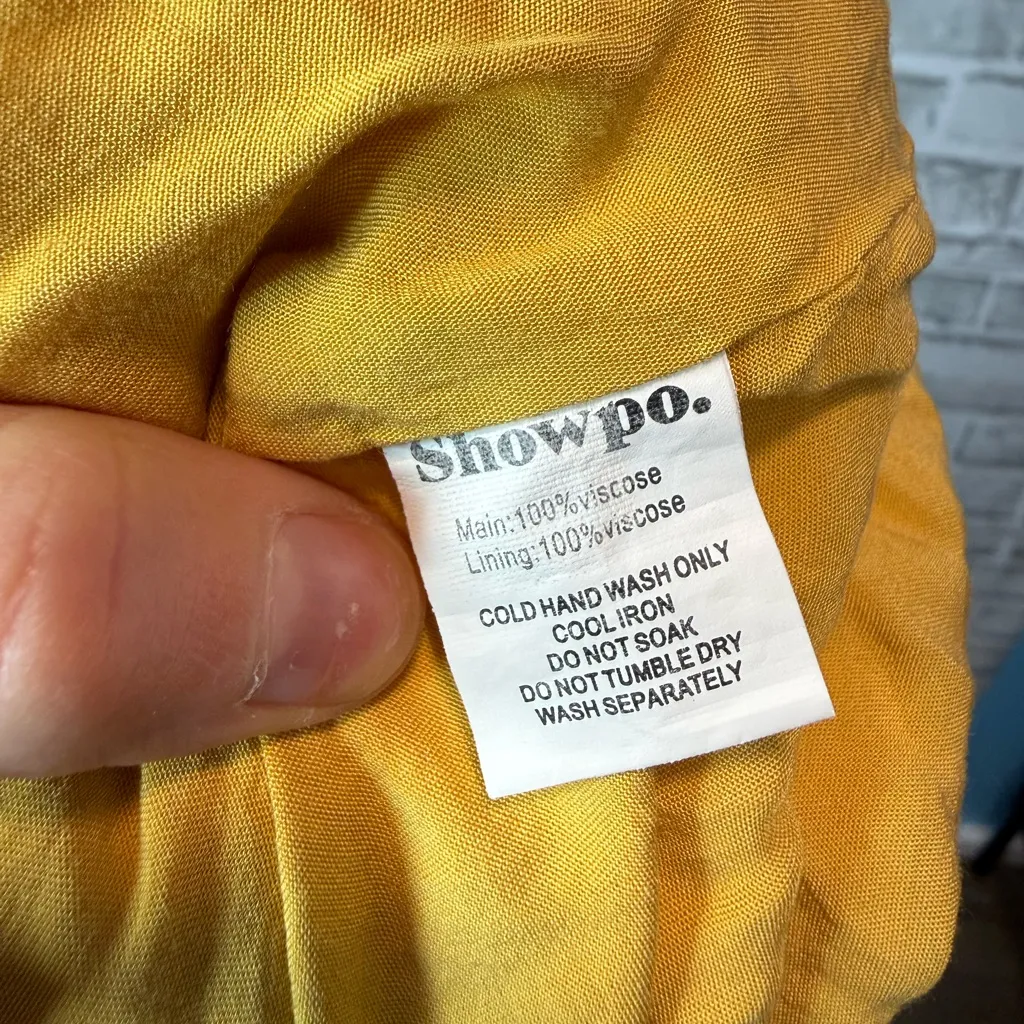 Showpo.
Main:100%viscose
Lining:100%viscose
COLD HAND WASH ONLY
COOL IRON
DO NOT SOAK
DO NOT TUMBLE DRY
WASH SEPARATELY